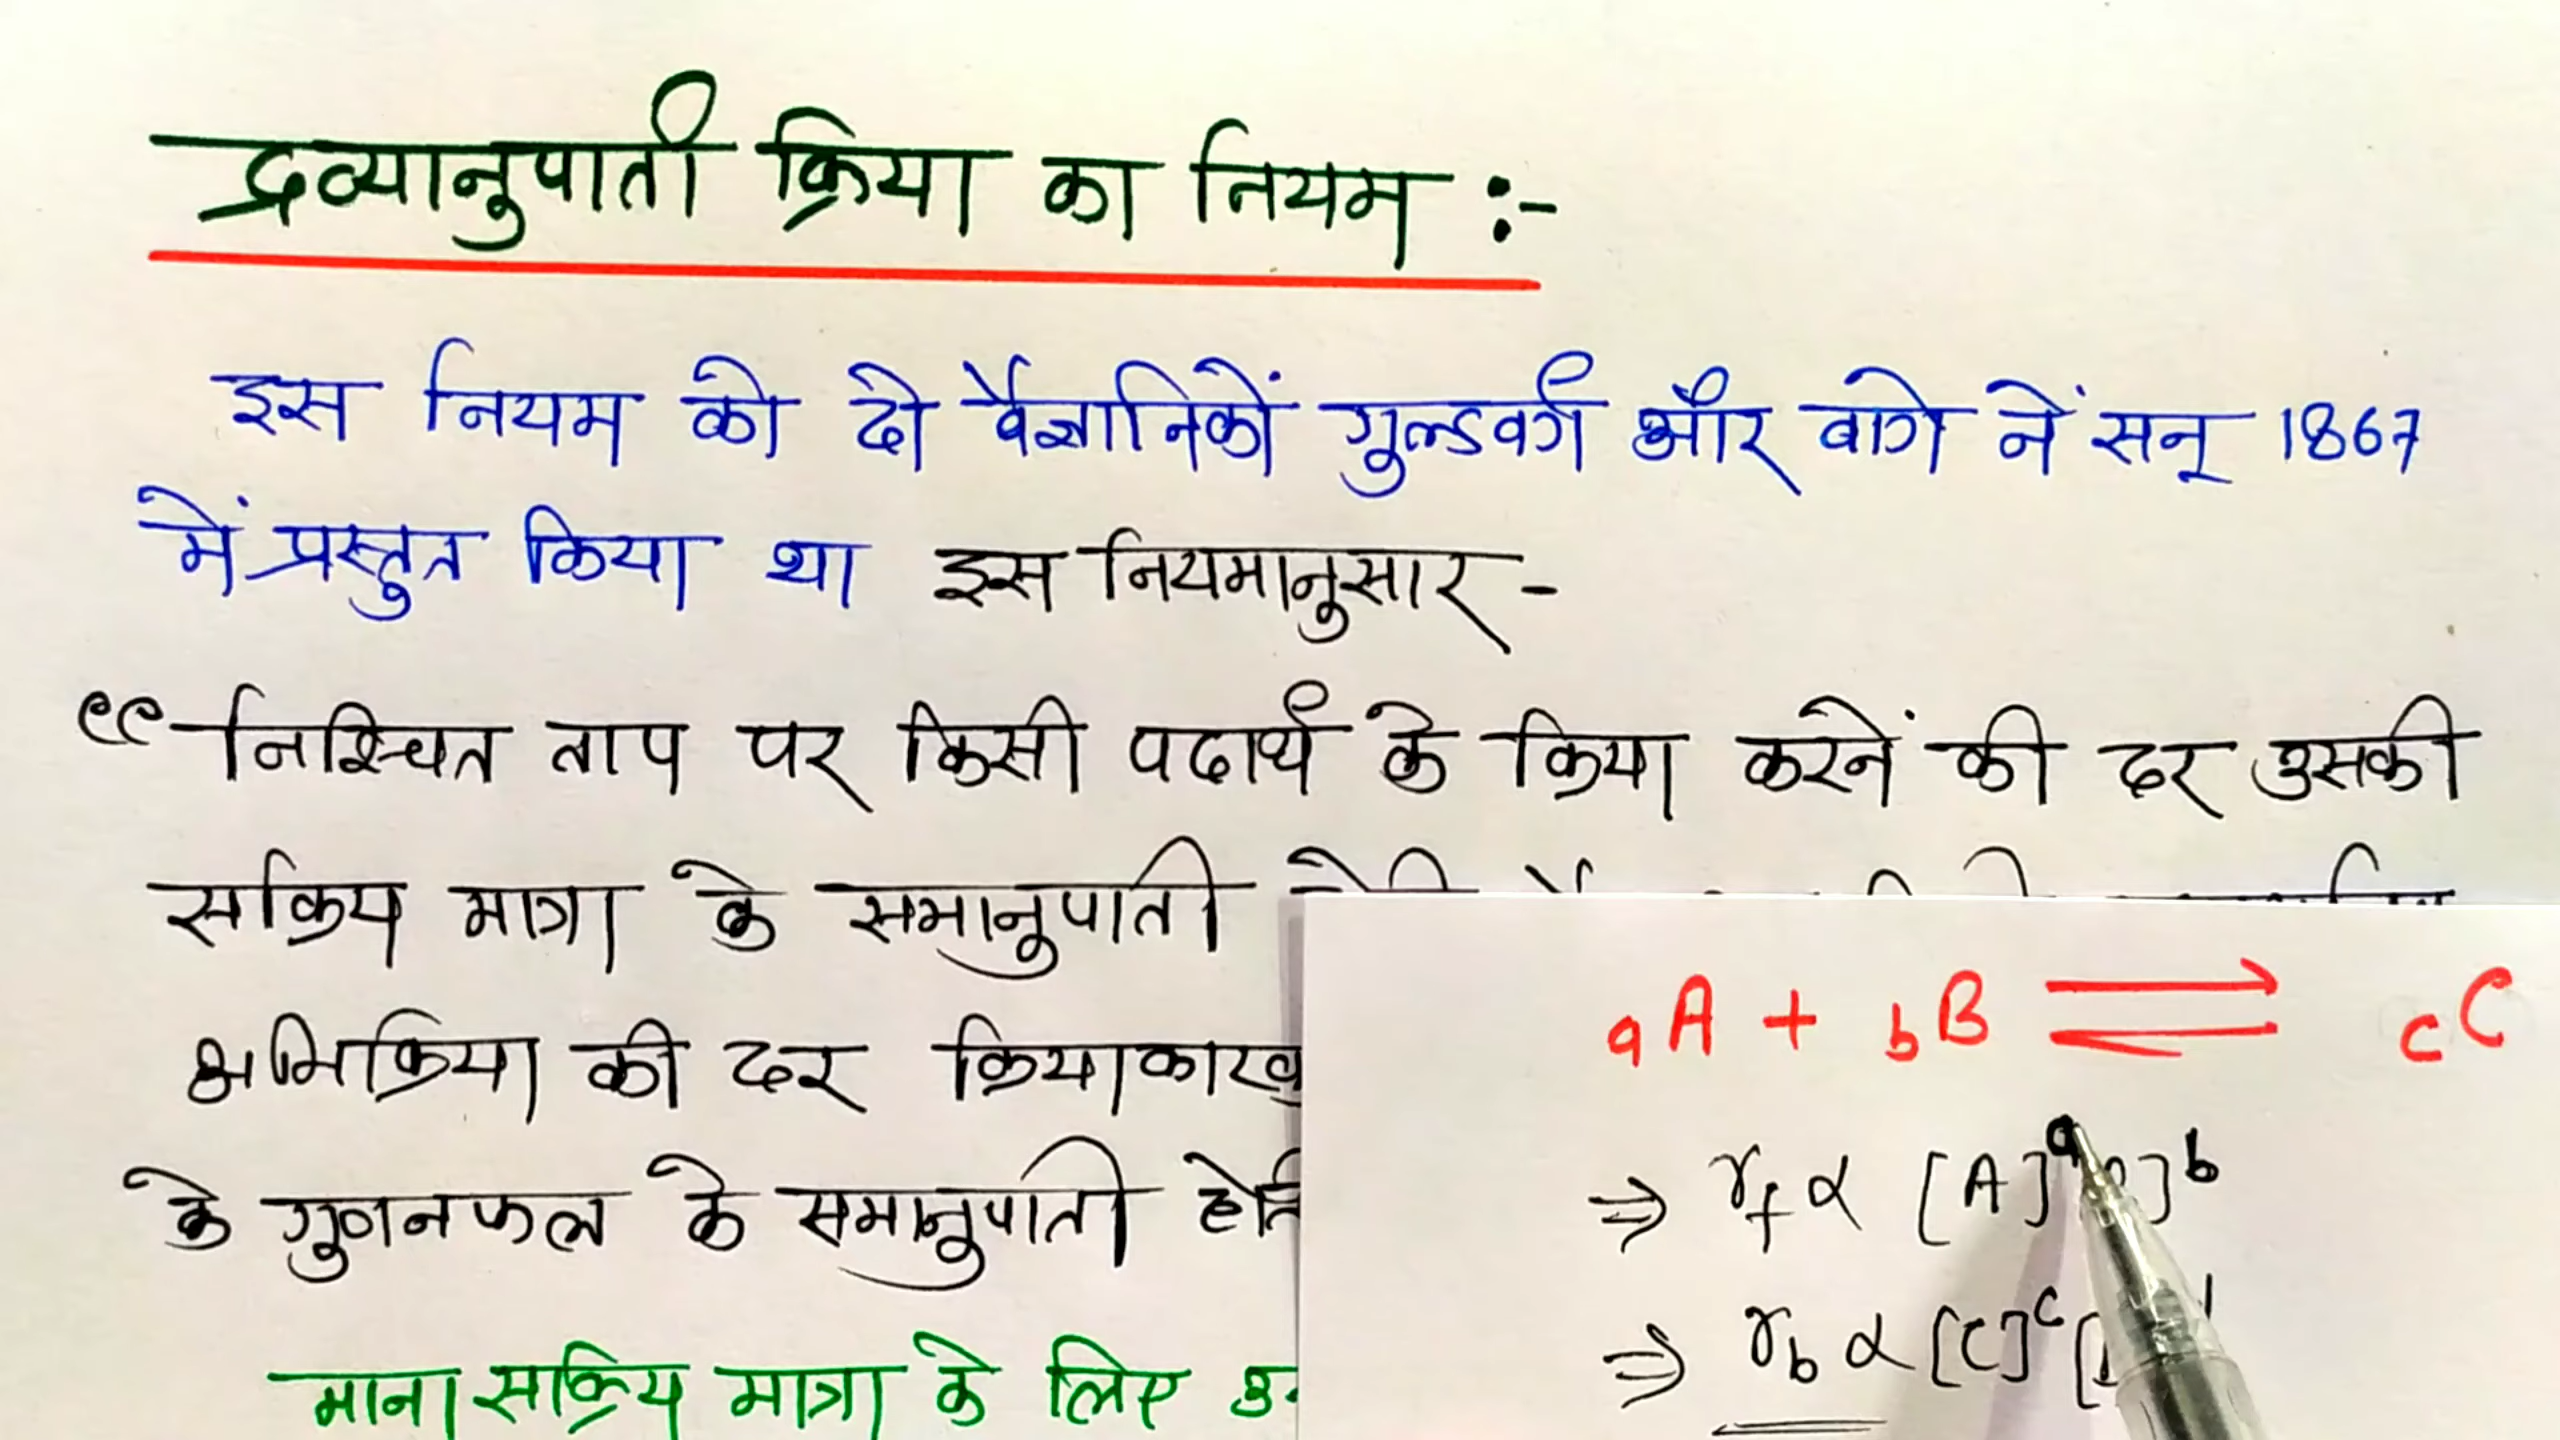 द्रव्यानुपाती क्रिया का नियम :-
इस नियम को दो वैज्ञानिकों गुल्डवर्ग और वागे नें सन् 1867
में प्रस्तुत किया था इस नियमानुसार -
“ निश्चित ताप पर किसी पदार्थ के क्रिया करनें की दर उसकी
सक्रिय मात्रा के समानुपाती
अभिक्रिया की दर
के गुणनफल के समानुपाती
माना सक्रिय मात्रा के लिए
aA + bB ⇌ cC
⇒ rf ∝ [A]ᵃ ]ᵇ
⇒ rb ∝ [C]ᶜ [